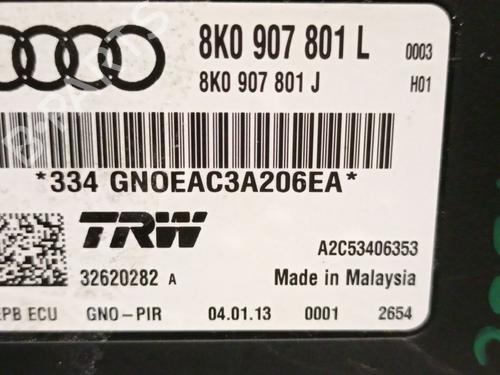 8K0 907 801 L 0003
8K0 907 801 J H01
*334 GNOEAC3A206EA*
TRW A2C53406353
32620282 A Made in Malaysia
EPB ECU GNO-PIR 04.01.13 0001 2654